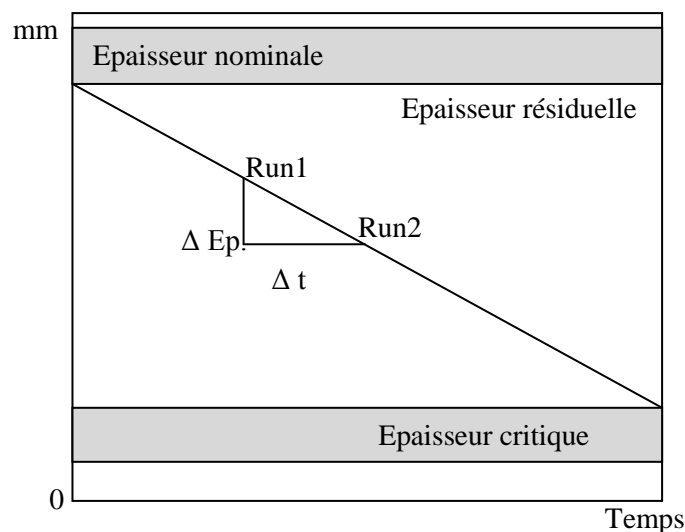 mm
Epaisseur nominale
Epaisseur résiduelle
Run1
Run2
Δ Ep.
Δ t
Epaisseur critique
0
Temps